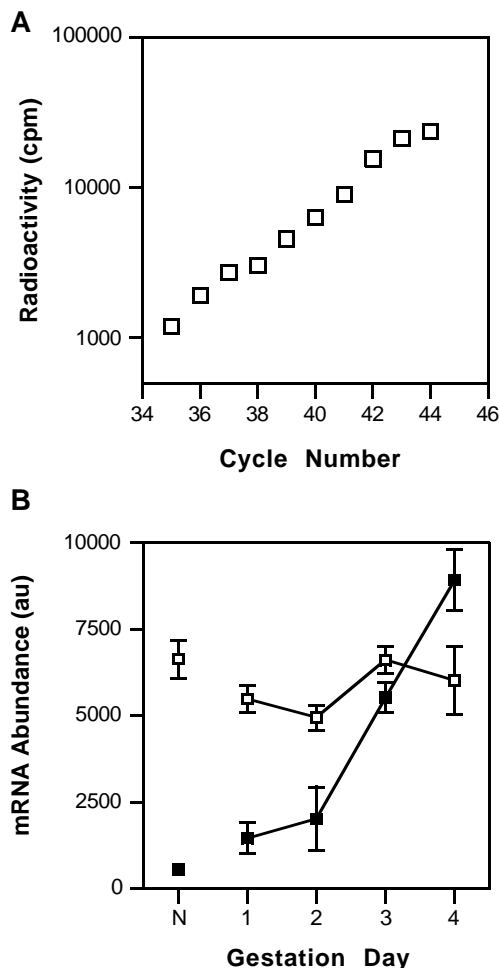 A
100000
10000
1000
Radioactivity (cpm)
34 36 38 40 42 44 46
Cycle Number
B
10000
7500
5000
2500
0
mRNA Abundance (au)
N 1 2 3 4
Gestation Day